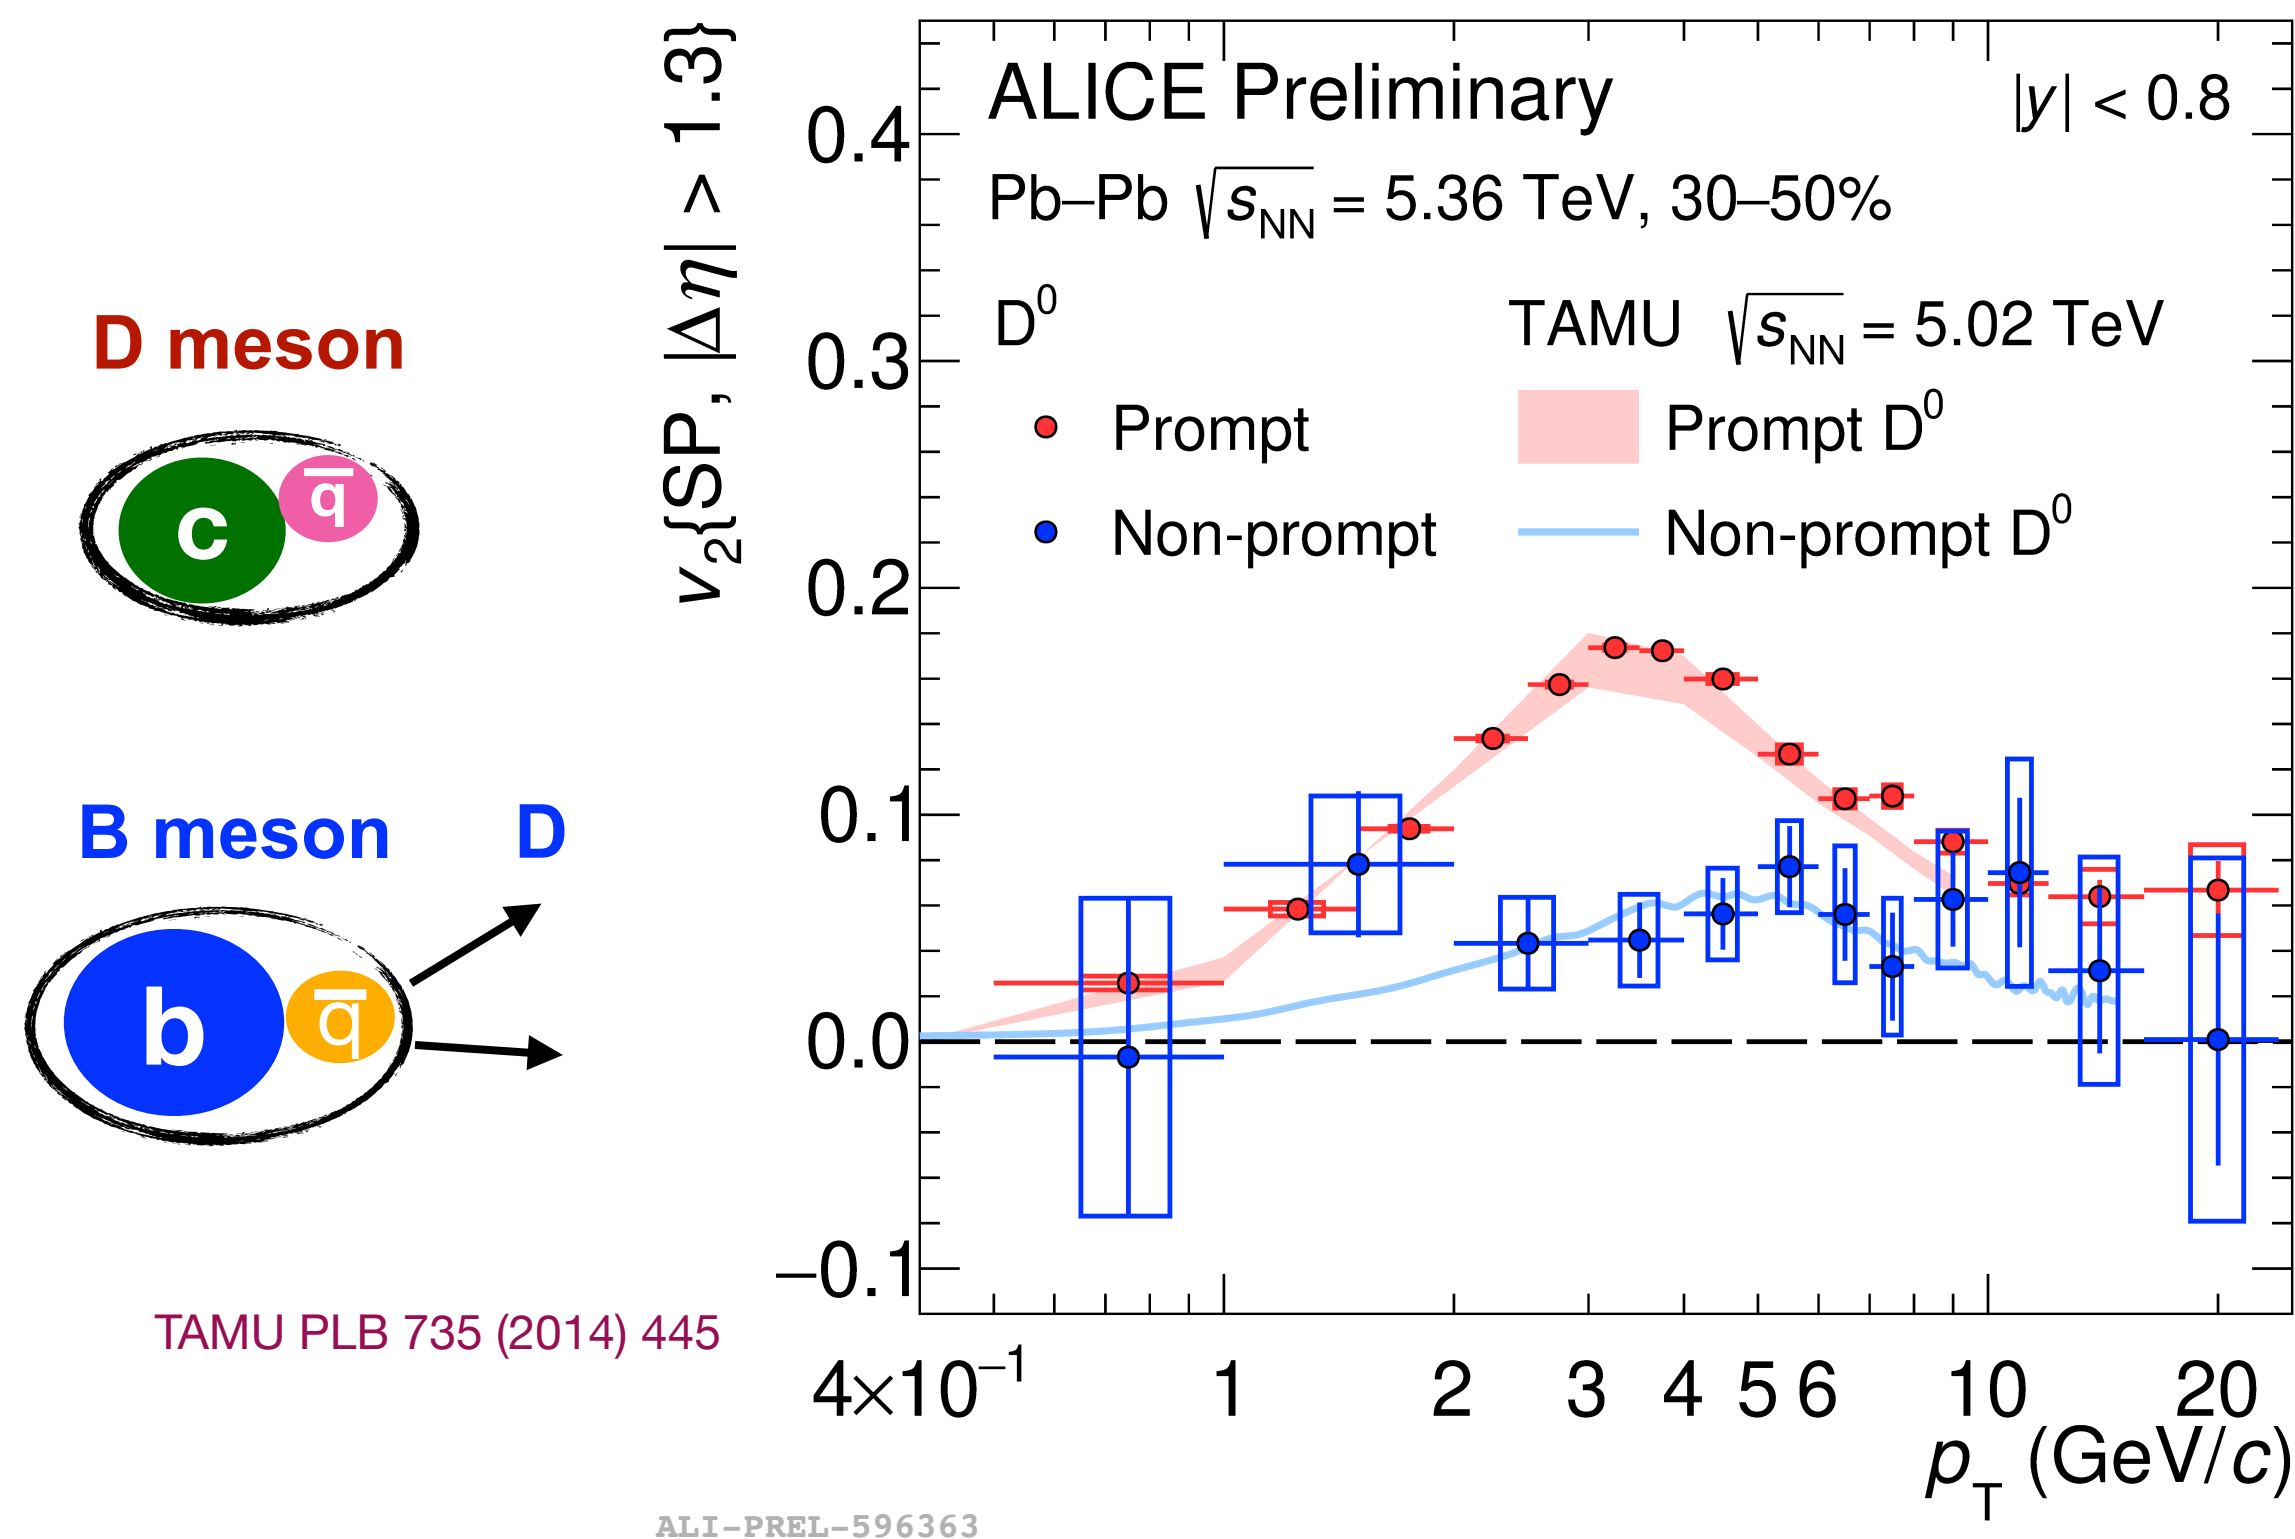 D meson
c q̅
B meson D
b q̅
TAMU PLB 735 (2014) 445
v₂{SP, |Δη| > 1.3}
ALICE Preliminary |y| < 0.8
Pb–Pb √sNN = 5.36 TeV, 30–50%
D⁰ TAMU √sNN = 5.02 TeV
Prompt Prompt D⁰
Non-prompt Non-prompt D⁰
0.4
0.3
0.2
0.1
0.0
−0.1
4×10⁻¹ 1 2 3 4 5 6 10 20
pT (GeV/c)
ALI-PREL-596363